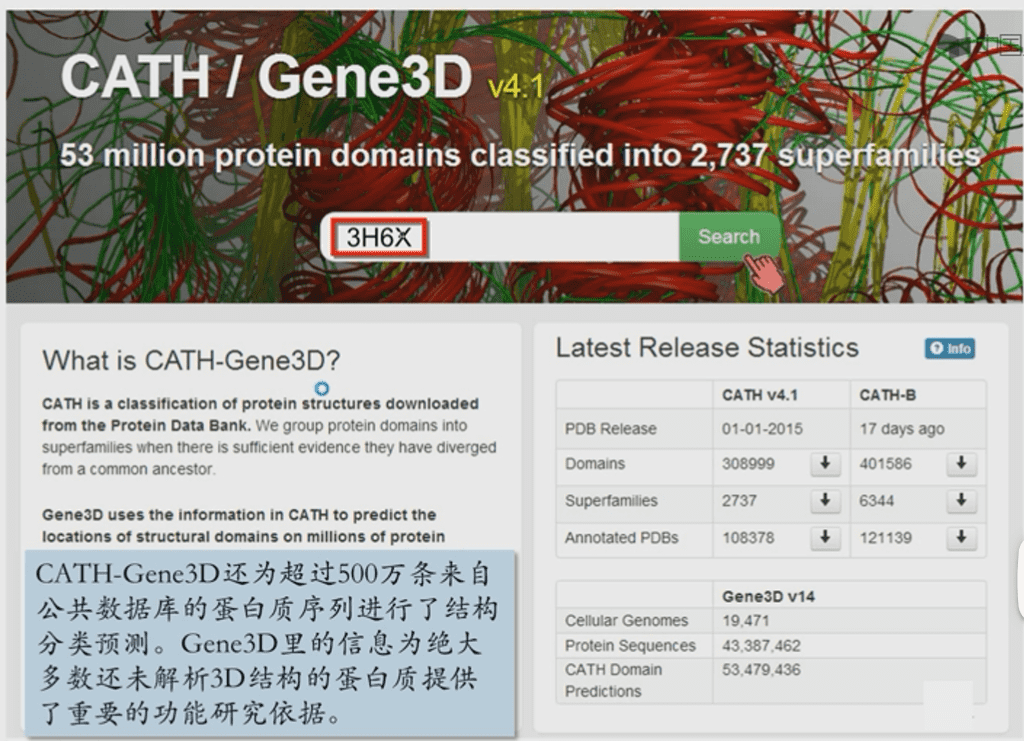 CATH / Gene3D v4.1
53 million protein domains classified into 2,737 superfamilies
3H6X
Search
What is CATH-Gene3D?
CATH is a classification of protein structures downloaded
from the Protein Data Bank. We group protein domains into
superfamilies when there is sufficient evidence they have diverged
from a common ancestor.
Gene3D uses the information in CATH to predict the
locations of structural domains on millions of protein
CATH-Gene3D还为超过500万条来自
公共数据库的蛋白质序列进行了结构
分类预测。Gene3D里的信息为绝大
多数还未解析3D结构的蛋白质提供
了重要的功能研究依据。
Latest Release Statistics
Info
CATH v4.1 CATH-B
PDB Release 01-01-2015 17 days ago
Domains 308999 401586
Superfamilies 2737 6344
Annotated PDBs 108378 121139
Gene3D v14
Cellular Genomes 19,471
Protein Sequences 43,387,462
CATH Domain 53,479,436
Predictions